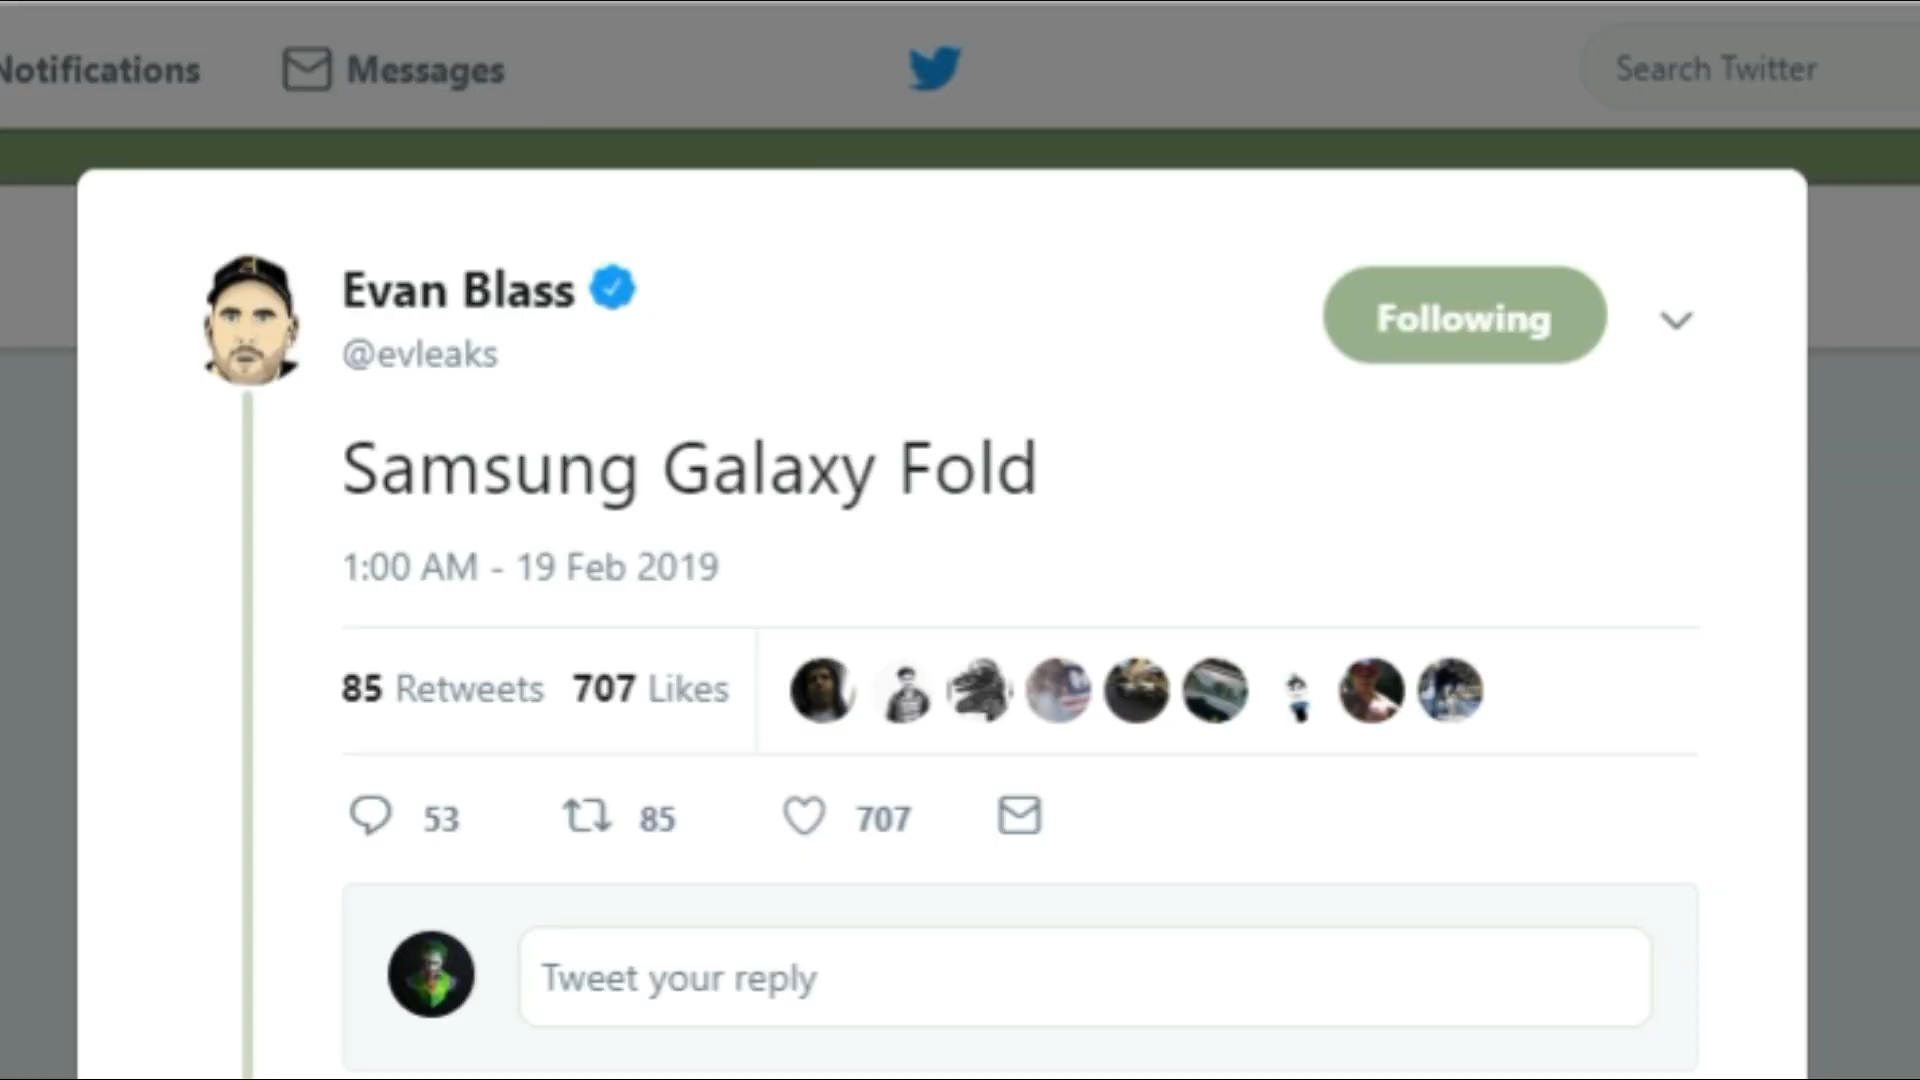 Notifications
Messages
Search Twitter
Evan Blass
Following
@evleaks
Samsung Galaxy Fold
1:00 AM - 19 Feb 2019
85 Retweets 707 Likes
53 85 707
Tweet your reply